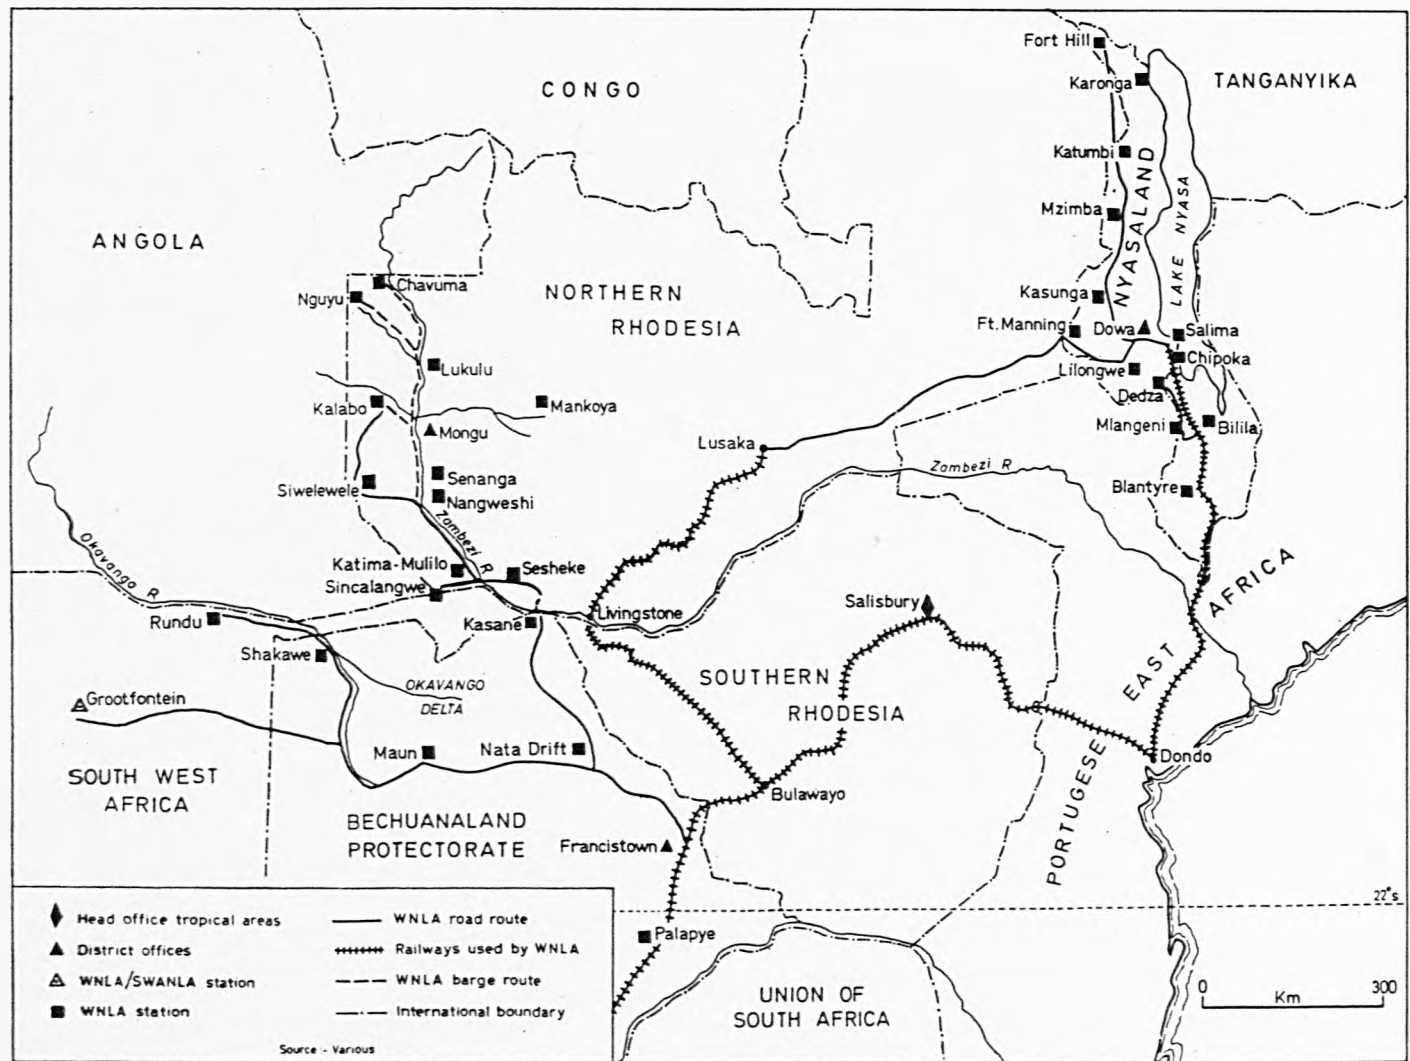 Fort Hill
CONGO
TANGANYIKA
Karonga
Katumbi
NYASALAND
LAKE NYASA
Mzimba
ANGOLA
Chavuma
Nguyu
NORTHERN
RHODESIA
Kasunga
Ft. Manning
Dowa
Salima
Chipoka
Lilongwe
Dedza
Lukulu
Kalabo
Mankoya
Mongu
Mlangeni
Bilila
Lusaka
Zambezi R
Senanga
Siwelewele
Nangweshi
Blantyre
Zambezi R
Okavango R
Katima-Mulilo
Sesheke
Sincalangwe
Livingstone
Salisbury
Rundu
Kasane
Shakawe
PORTUGESE EAST AFRICA
Grootfontein
OKAVANGO
DELTA
SOUTHERN
RHODESIA
Maun
Nata Drift
Dondo
SOUTH WEST
AFRICA
Bulawayo
BECHUANALAND
PROTECTORATE
Francistown
22°s
Palapye
UNION OF
SOUTH AFRICA
0 300
Km
Head office tropical areas
District offices
WNLA/SWANLA station
WNLA station
WNLA road route
Railways used by WNLA
WNLA barge route
International boundary
Source :- Various